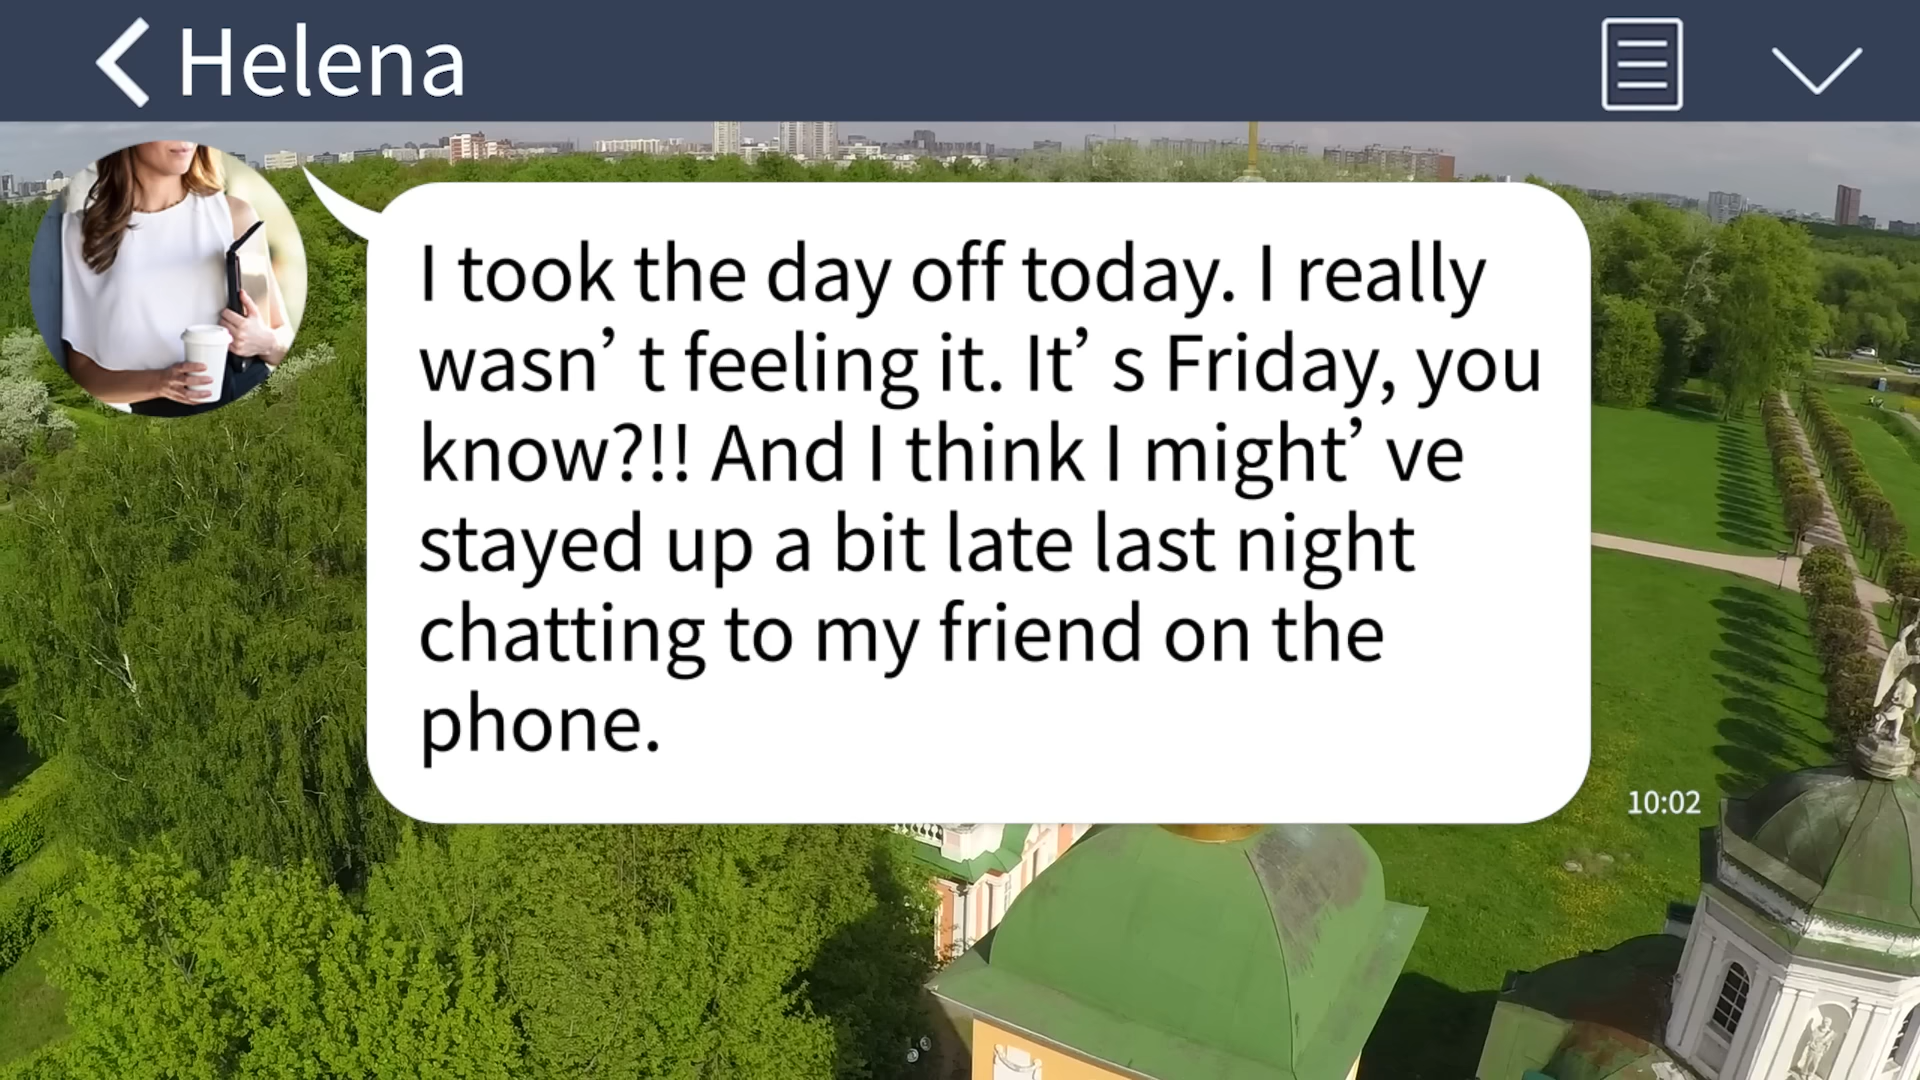 Helena
I took the day off today. I really
wasn’t feeling it. It’s Friday, you
know?!! And I think I might’ve
stayed up a bit late last night
chatting to my friend on the
phone.
10:02